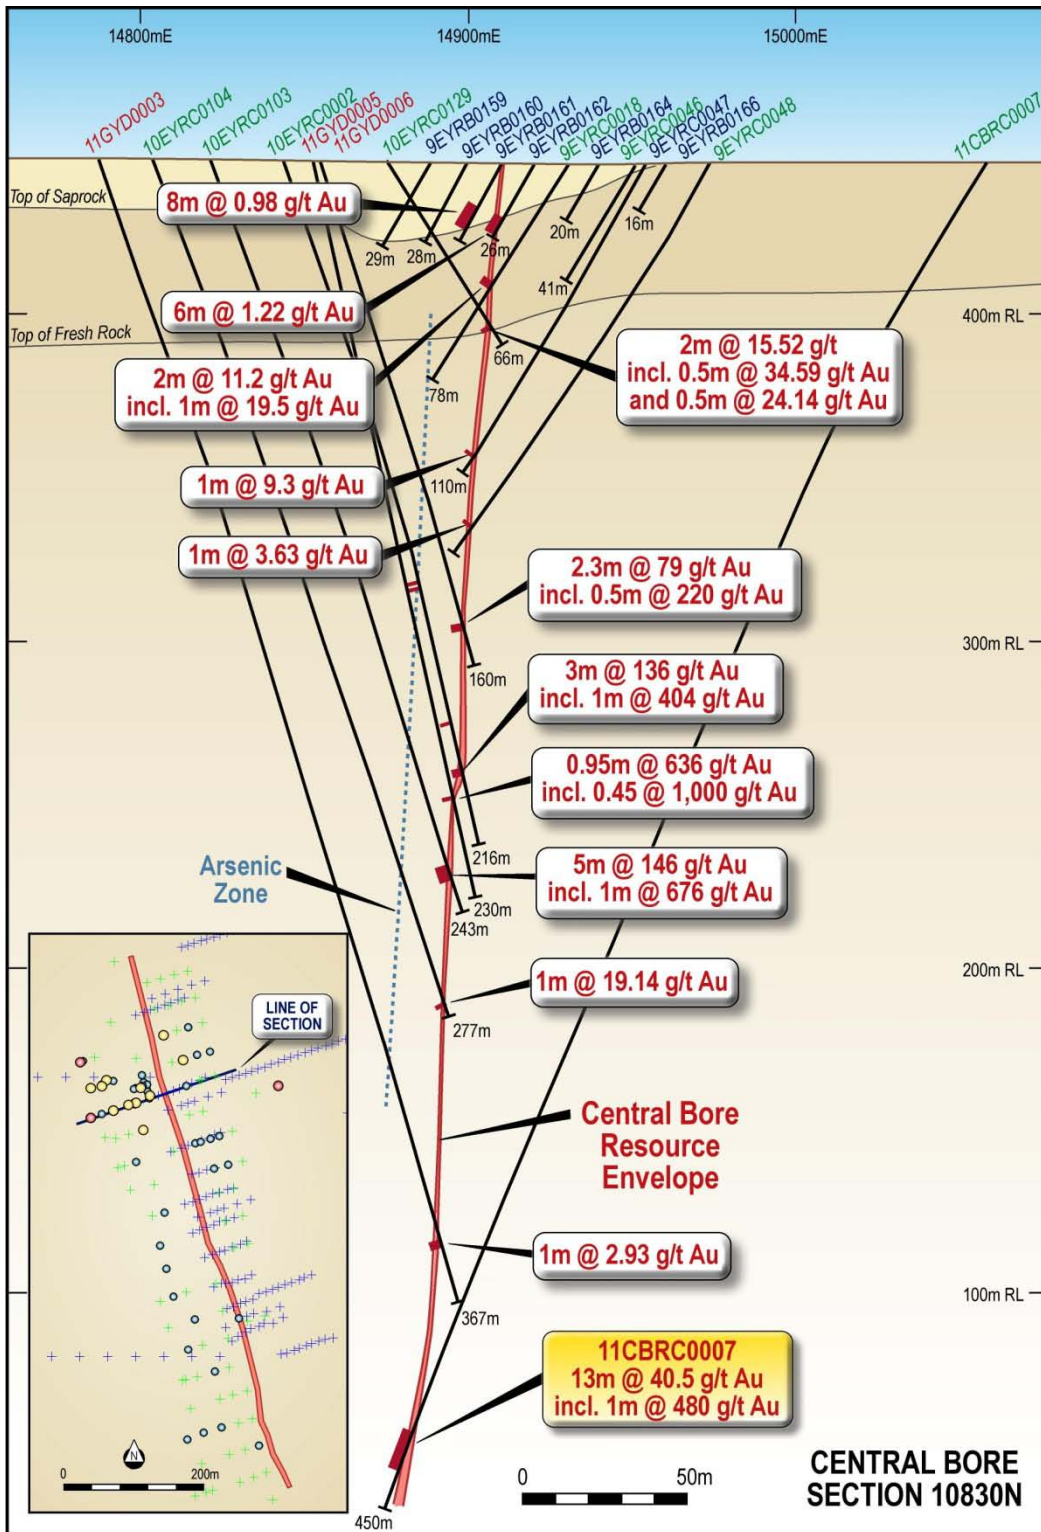 14800mE
14900mE
15000mE
11GYD0003
10EYRC0104
10EYRC0103
10EYRC0002
11GYD0005
11GYD0006
10EYRC0129
9EYRB0159
9EYRB0160
9EYRB0161
9EYRB0162
9EYRC0018
9EYRB0164
9EYRC0046
9EYRC0047
9EYRB0166
9EYRC0048
11CBRC0007
Top of Saprock
8m @ 0.98 g/t Au
29m
28m
26m
20m
16m
41m
6m @ 1.22 g/t Au
400m RL
Top of Fresh Rock
66m
2m @ 15.52 g/t
incl. 0.5m @ 34.59 g/t Au
and 0.5m @ 24.14 g/t Au
2m @ 11.2 g/t Au
incl. 1m @ 19.5 g/t Au
78m
1m @ 9.3 g/t Au
110m
1m @ 3.63 g/t Au
2.3m @ 79 g/t Au
incl. 0.5m @ 220 g/t Au
300m RL
160m
3m @ 136 g/t Au
incl. 1m @ 404 g/t Au
0.95m @ 636 g/t Au
incl. 0.45 @ 1,000 g/t Au
216m
5m @ 146 g/t Au
incl. 1m @ 676 g/t Au
Arsenic
Zone
230m
243m
200m RL
1m @ 19.14 g/t Au
277m
LINE OF
SECTION
Central Bore
Resource
Envelope
1m @ 2.93 g/t Au
100m RL
367m
11CBRC0007
13m @ 40.5 g/t Au
incl. 1m @ 480 g/t Au
N
0
200m
0
50m
450m
CENTRAL BORE
SECTION 10830N